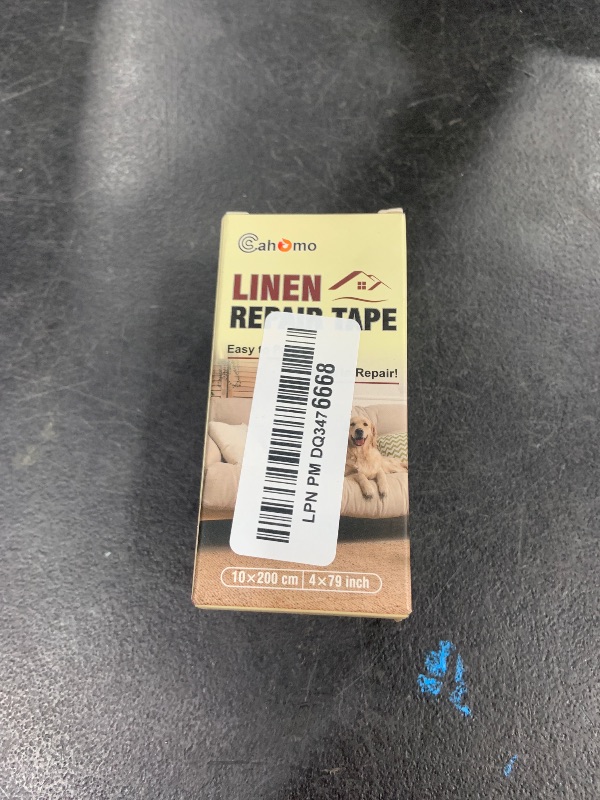 Cahomo
LINEN
REPAIR TAPE
Easy
Repair!
LPN PM DQ3476668
10×200 cm | 4×79 inch